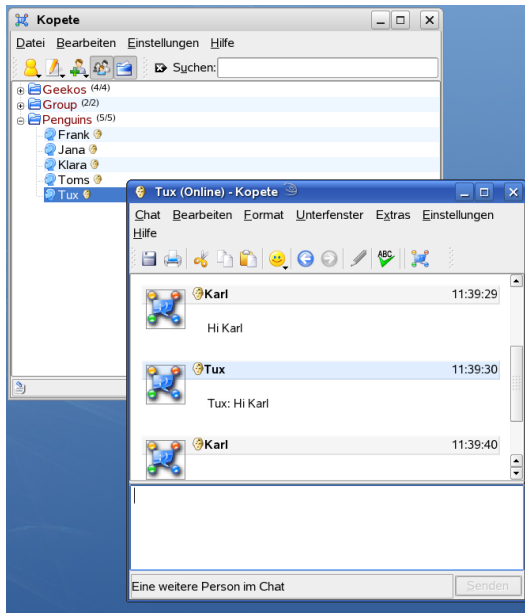 Kopete
Datei Bearbeiten Einstellungen Hilfe
Suchen:
Geekos (4/4)
Group (2/2)
Penguins (5/5)
Frank
Jana
Klara
Toms
Tux
Tux (Online) - Kopete
Chat Bearbeiten Format Unterfenster Extras Einstellungen
Hilfe
ABC
Karl 11:39:29
Hi Karl
Tux 11:39:30
Tux: Hi Karl
Karl 11:39:40
Eine weitere Person im Chat Senden